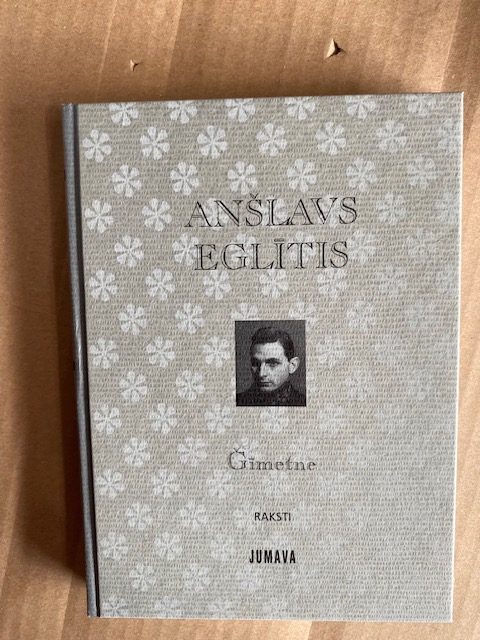 ANŠLAVS
EGLĪTIS
Ģimetne
RAKSTI
JUMAVA